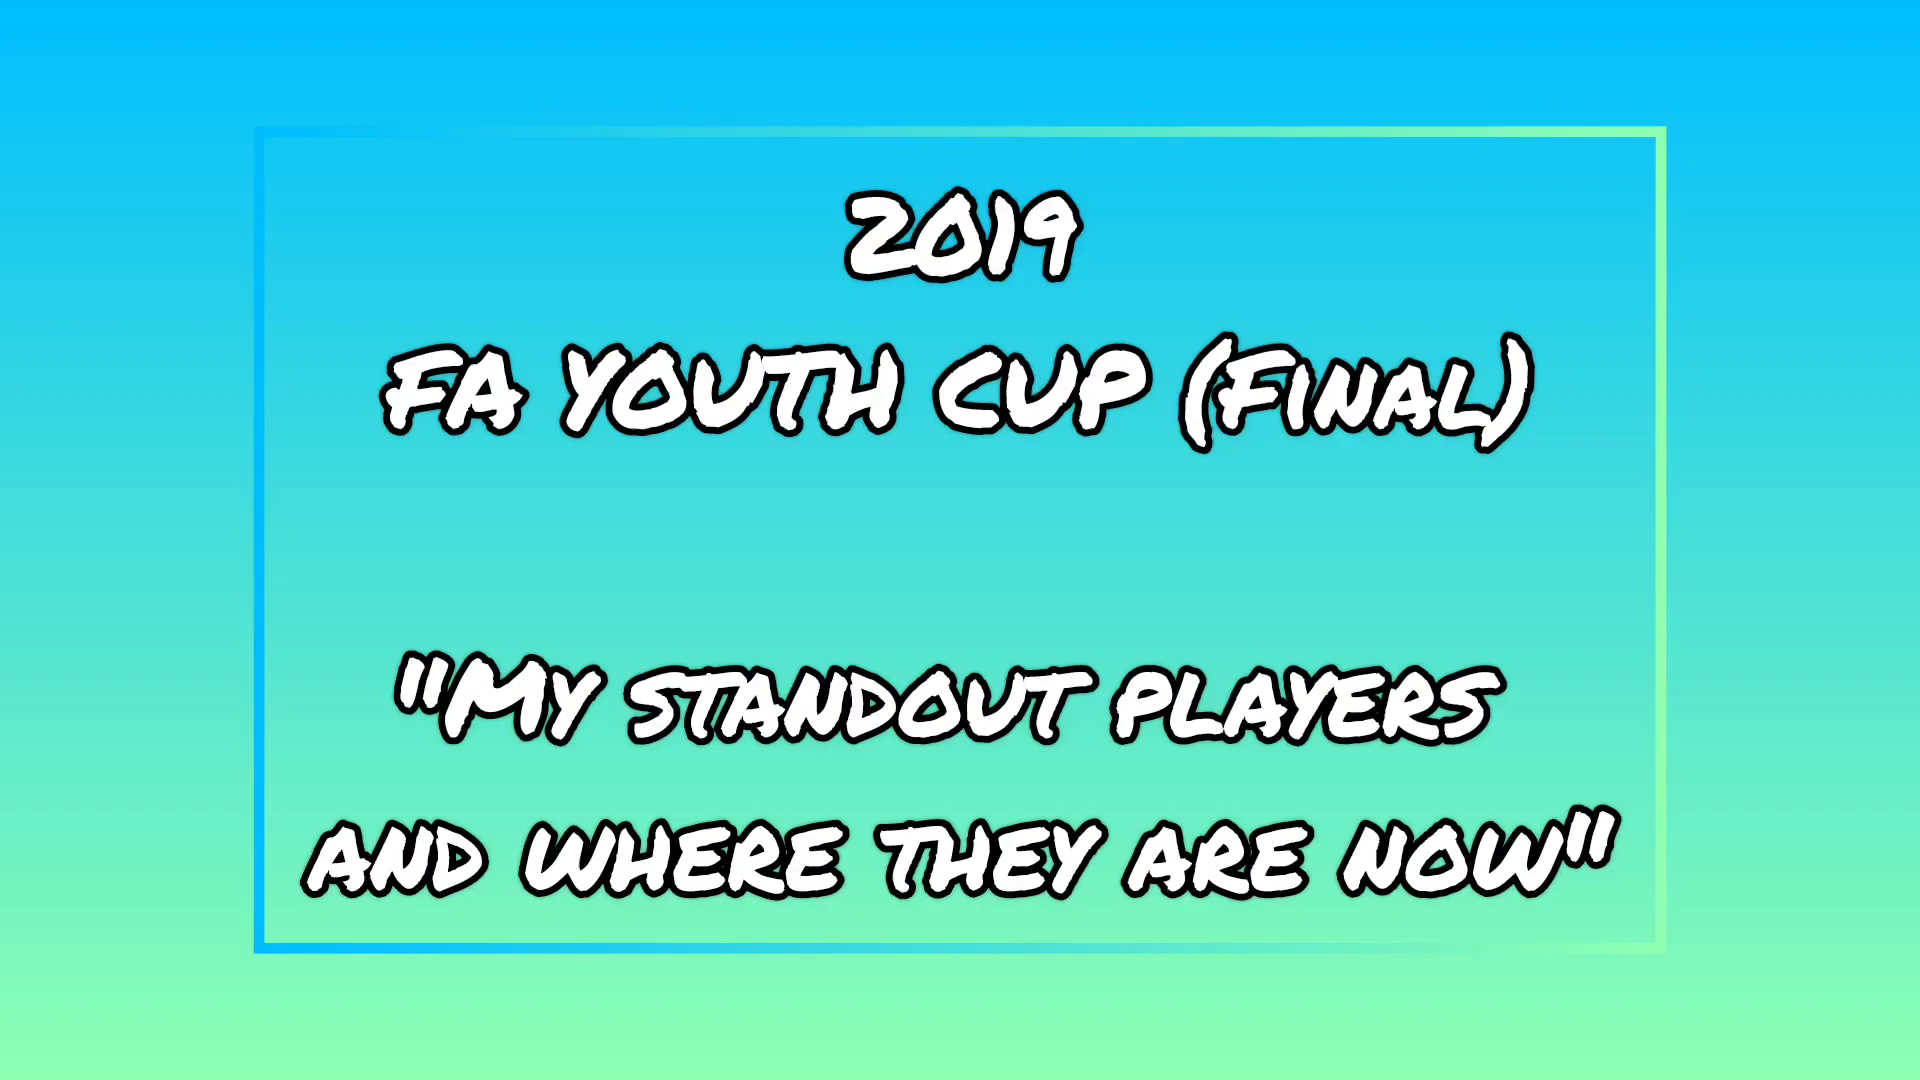 2019
FA YOUTH CUP (FINAL)
"MY STANDOUT PLAYERS
AND WHERE THEY ARE NOW"